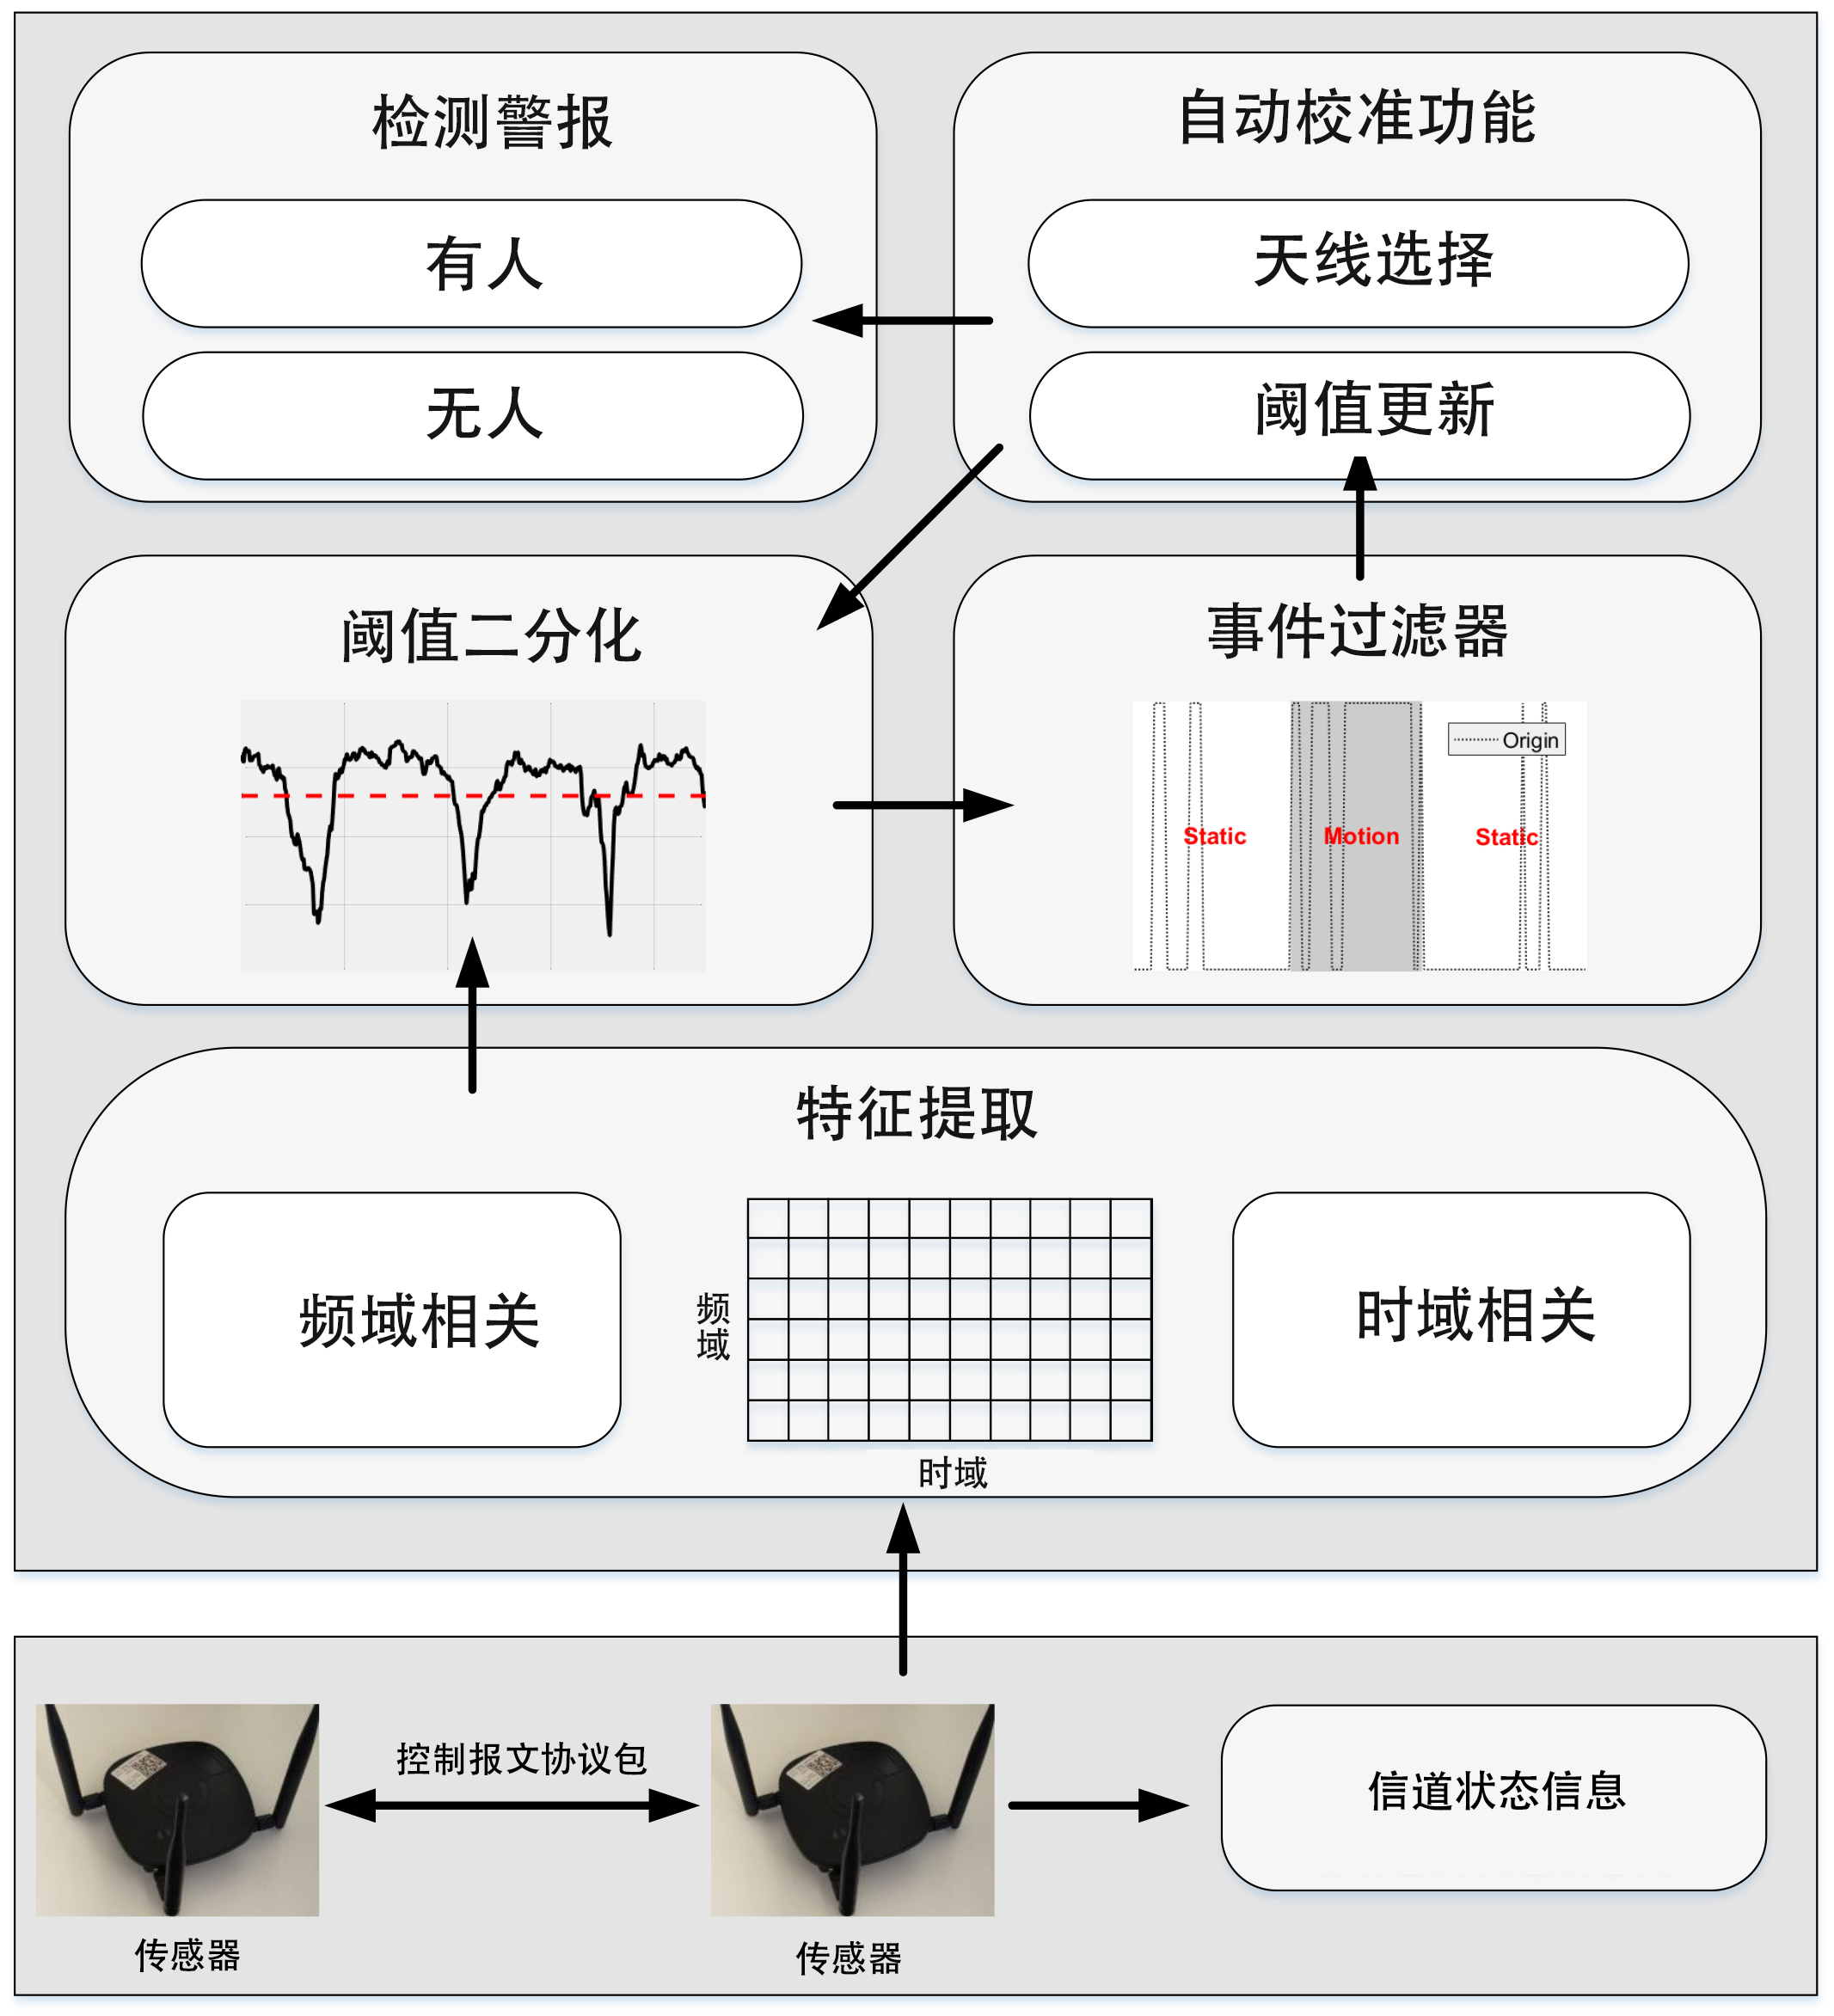 检测警报
有人
无人
自动校准功能
天线选择
阈值更新
阈值二分化
事件过滤器
Origin
Static
Motion
Static
特征提取
频域相关
频域
时域
时域相关
控制报文协议包
传感器
传感器
信道状态信息